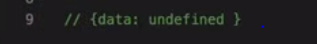 9 // {data: undefined }